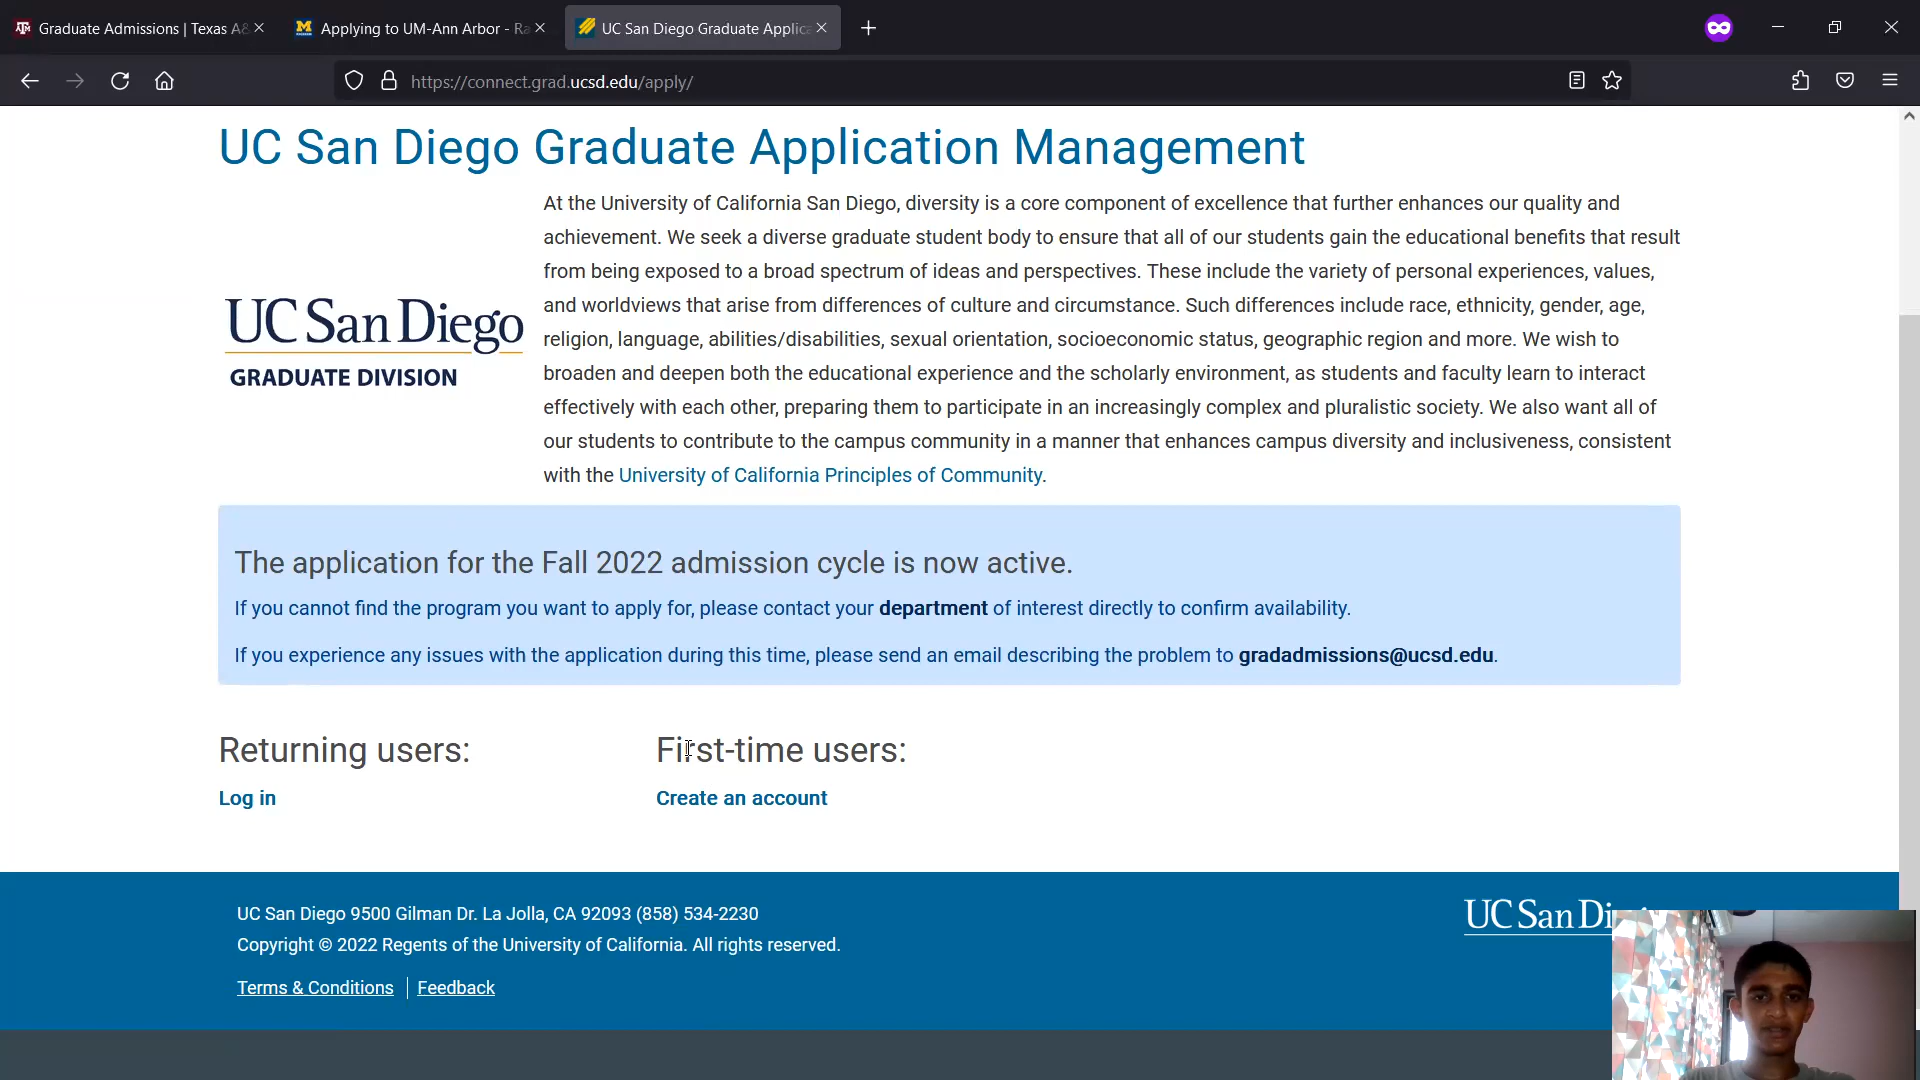 Graduate Admissions | Texas A&
Applying to UM-Ann Arbor - Ra
UC San Diego Graduate Applica
https://connect.grad.ucsd.edu/apply/
UC San Diego Graduate Application Management
UC San Diego
GRADUATE DIVISION
At the University of California San Diego, diversity is a core component of excellence that further enhances our quality and
achievement. We seek a diverse graduate student body to ensure that all of our students gain the educational benefits that result
from being exposed to a broad spectrum of ideas and perspectives. These include the variety of personal experiences, values,
and worldviews that arise from differences of culture and circumstance. Such differences include race, ethnicity, gender, age,
religion, language, abilities/disabilities, sexual orientation, socioeconomic status, geographic region and more. We wish to
broaden and deepen both the educational experience and the scholarly environment, as students and faculty learn to interact
effectively with each other, preparing them to participate in an increasingly complex and pluralistic society. We also want all of
our students to contribute to the campus community in a manner that enhances campus diversity and inclusiveness, consistent
with the University of California Principles of Community.
The application for the Fall 2022 admission cycle is now active.
If you cannot find the program you want to apply for, please contact your department of interest directly to confirm availability.
If you experience any issues with the application during this time, please send an email describing the problem to gradadmissions@ucsd.edu.
Returning users:
Log in
First-time users:
Create an account
UC San Diego 9500 Gilman Dr. La Jolla, CA 92093 (858) 534-2230
Copyright © 2022 Regents of the University of California. All rights reserved.
Terms & Conditions
Feedback
UC San Di